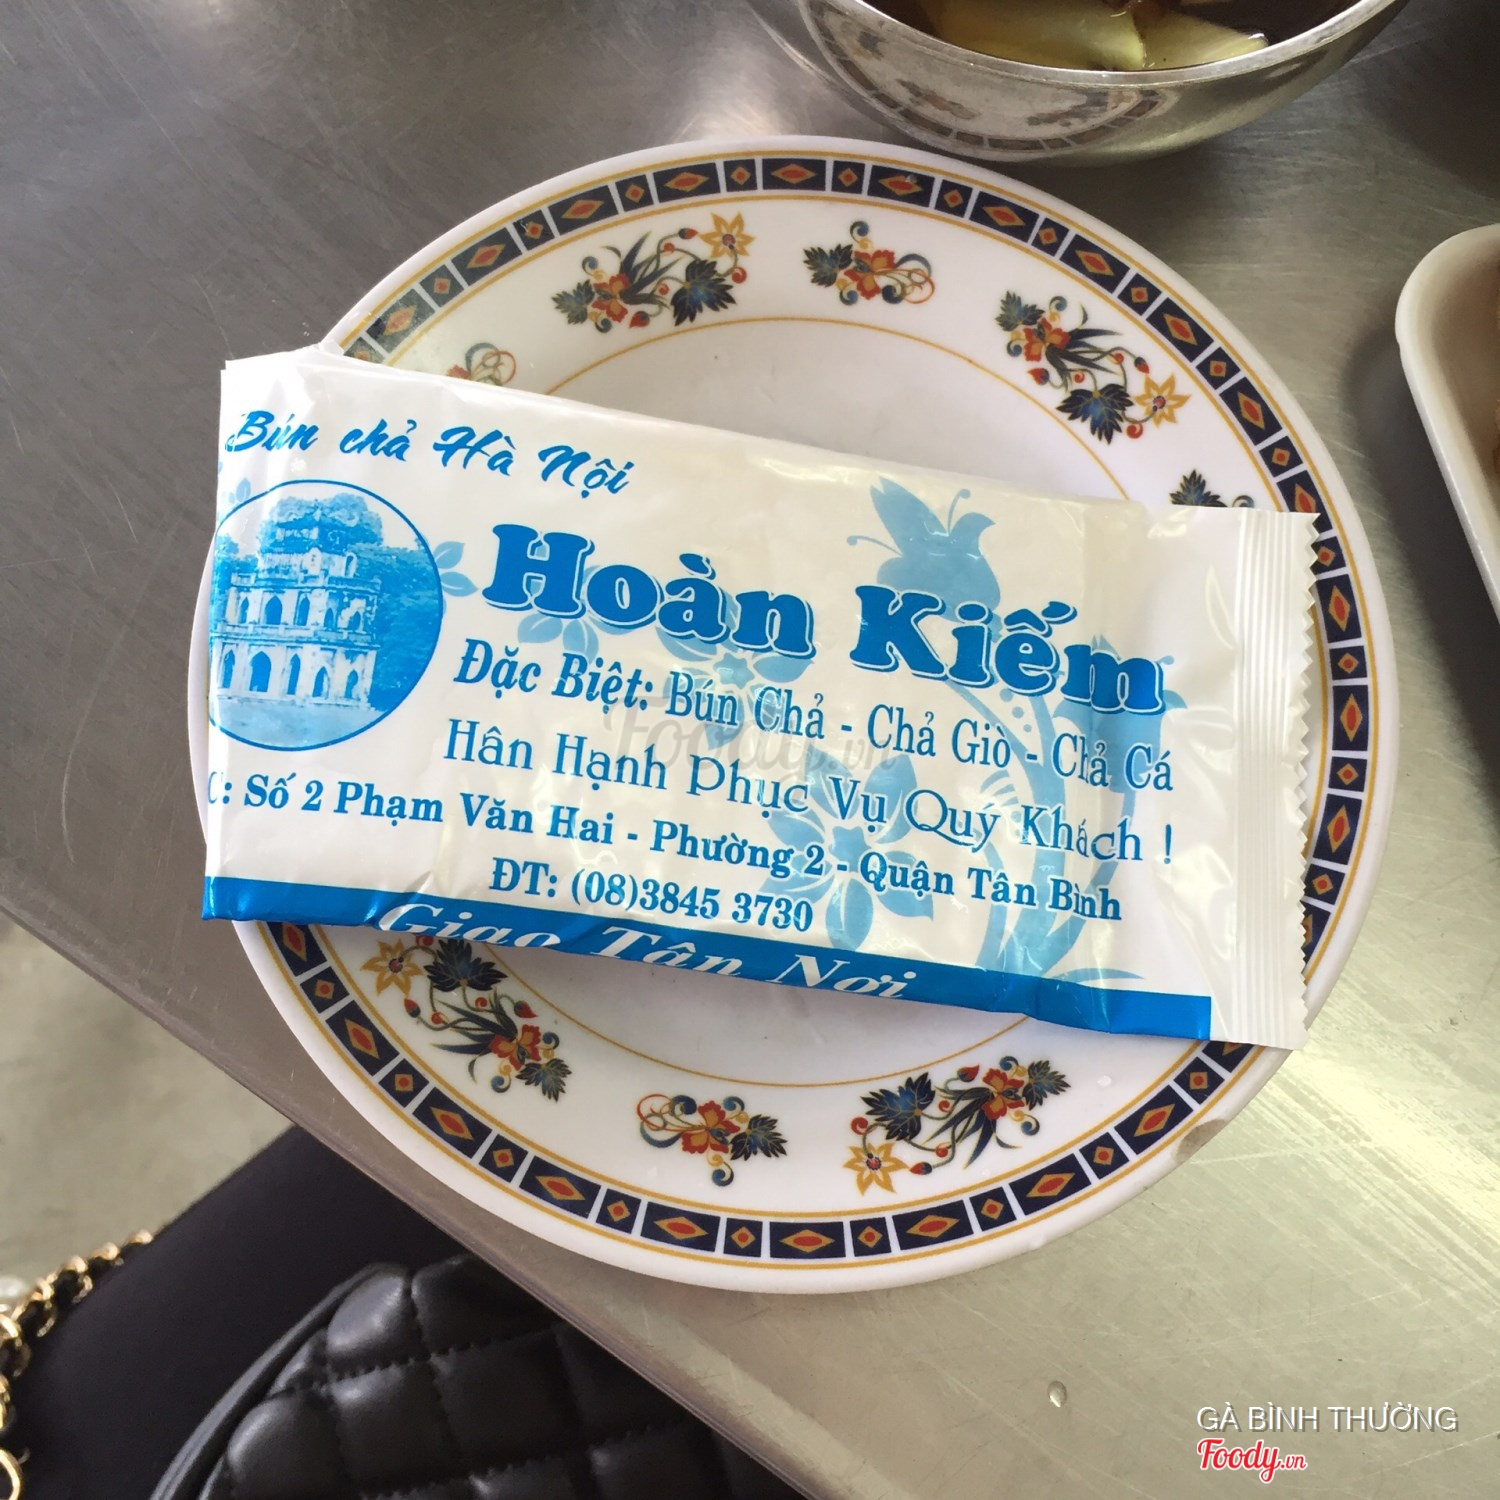 Bún chả Hà Nội
Hoàn Kiếm
Đặc Biệt: Bún Chả - Chả Giò - Chả Cá
Hân Hạnh Phục Vụ Quý Khách !
C: Số 2 Phạm Văn Hai - Phường 2 - Quận Tân Bình
ĐT: (08)3845 3730
Giao Tận Nơi
Foody.vn
GÀ BÌNH THƯỜNG
Foody.vn